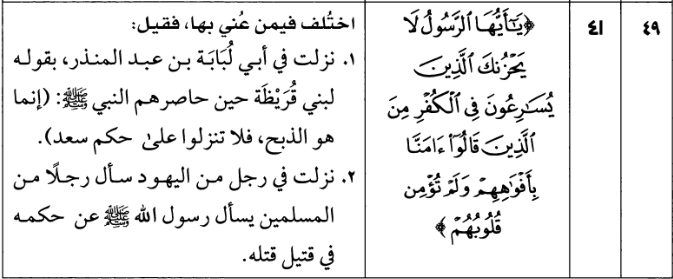 ٤٩
٤١
﴿يَٰٓأَيُّهَا ٱلرَّسُولُ لَا
يَحۡزُنكَ ٱلَّذِينَ
يُسَٰرِعُونَ فِي ٱلۡكُفۡرِ مِنَ
ٱلَّذِينَ قَالُوٓاْ ءَامَنَّا
بِأَفۡوَٰهِهِمۡ وَلَمۡ تُؤۡمِن
قُلُوبُهُمۡ﴾
اختُلف فيمن عُني بها، فقيل:
١. نزلت في أبي لُبَابَة بن عبد المنذر، بقوله
لبني قُرَيْظَة حين حاصرهم النبي ﷺ: (إنما
هو الذبح، فلا تنزلوا علىٰ حكم سعد).
٢. نزلت في رجل من اليهود سأل رجلًا من
المسلمين يسأل رسول الله ﷺ عن حكمه
في قتيل قتله.